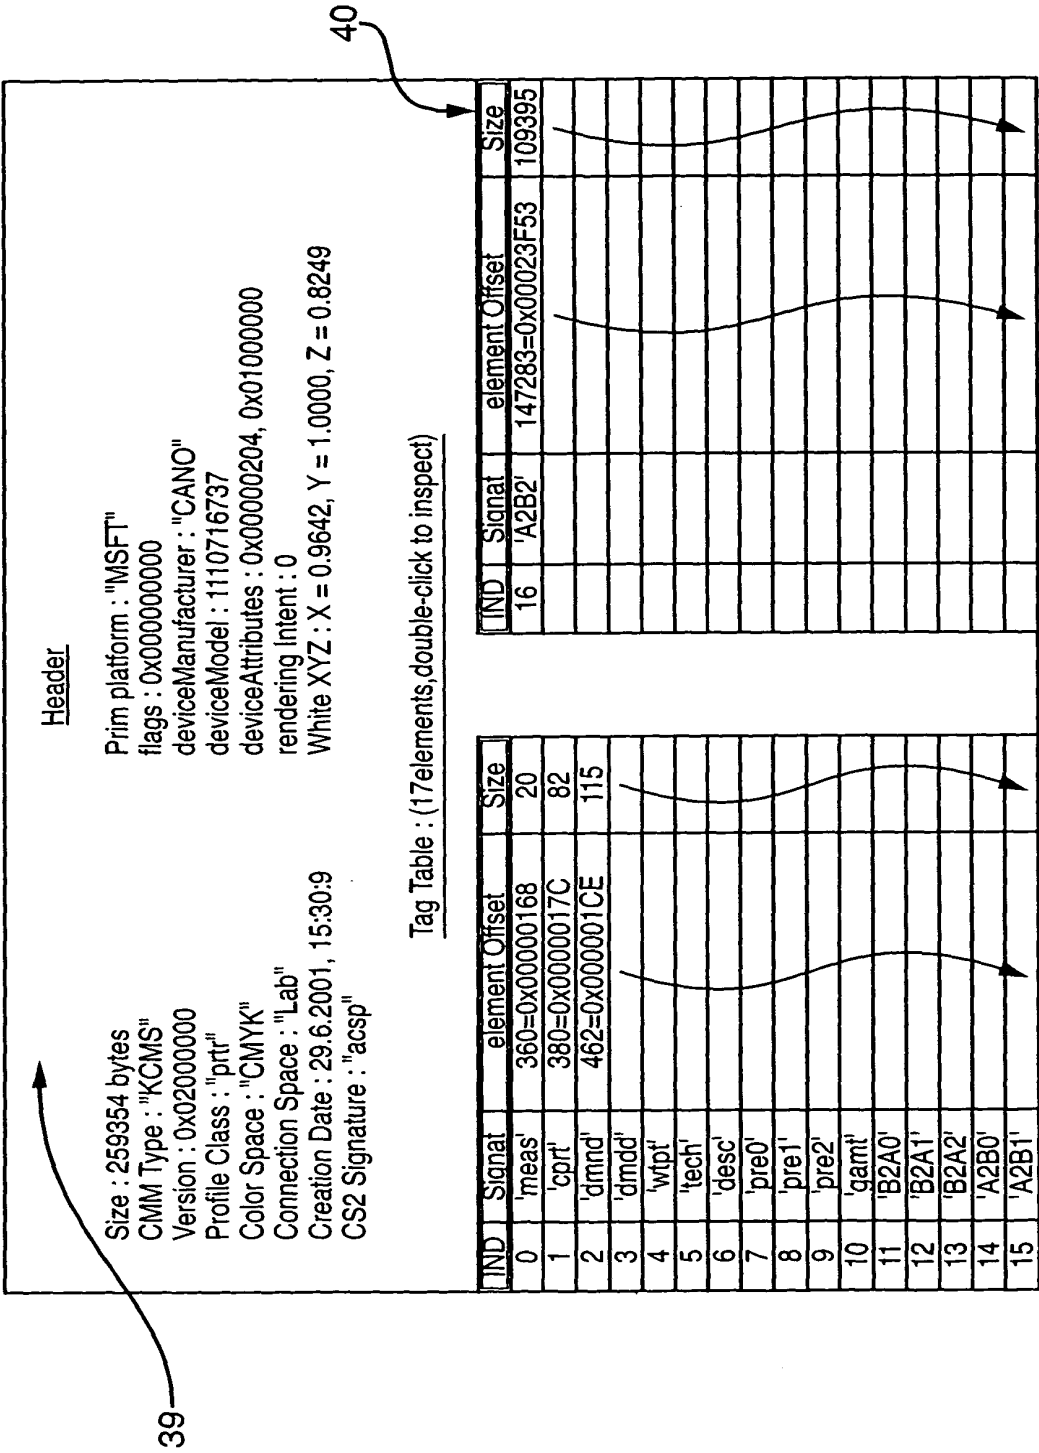 39
40
Header
Size : 259354 bytes
CMM Type : "KCMS"
Version : 0x02000000
Profile Class : "prtr"
Color Space : "CMYK"
Connection Space : "Lab"
Creation Date : 29.6.2001, 15:30:9
CS2 Signature : "acsp"
Prim platform : "MSFT"
flags : 0x00000000
deviceManufacturer : "CANO"
deviceModel : 1110716737
deviceAttributes : 0x00000204, 0x01000000
rendering Intent : 0
White XYZ : X = 0.9642, Y = 1.0000, Z = 0.8249
Tag Table : (17elements,double-click to inspect)
IND Signat element Offset Size
0 'meas' 360=0x00000168 20
1 'cprt' 380=0x0000017C 82
2 'dmnd' 462=0x000001CE 115
3 'dmdd'
4 'wtpt'
5 'tech'
6 'desc'
7 'pre0'
8 'pre1'
9 'pre2'
10 'gamt'
11 'B2A0'
12 'B2A1'
13 'B2A2'
14 'A2B0'
15 'A2B1'
IND Signat element Offset Size
16 'A2B2' 147283=0x00023F53 109395